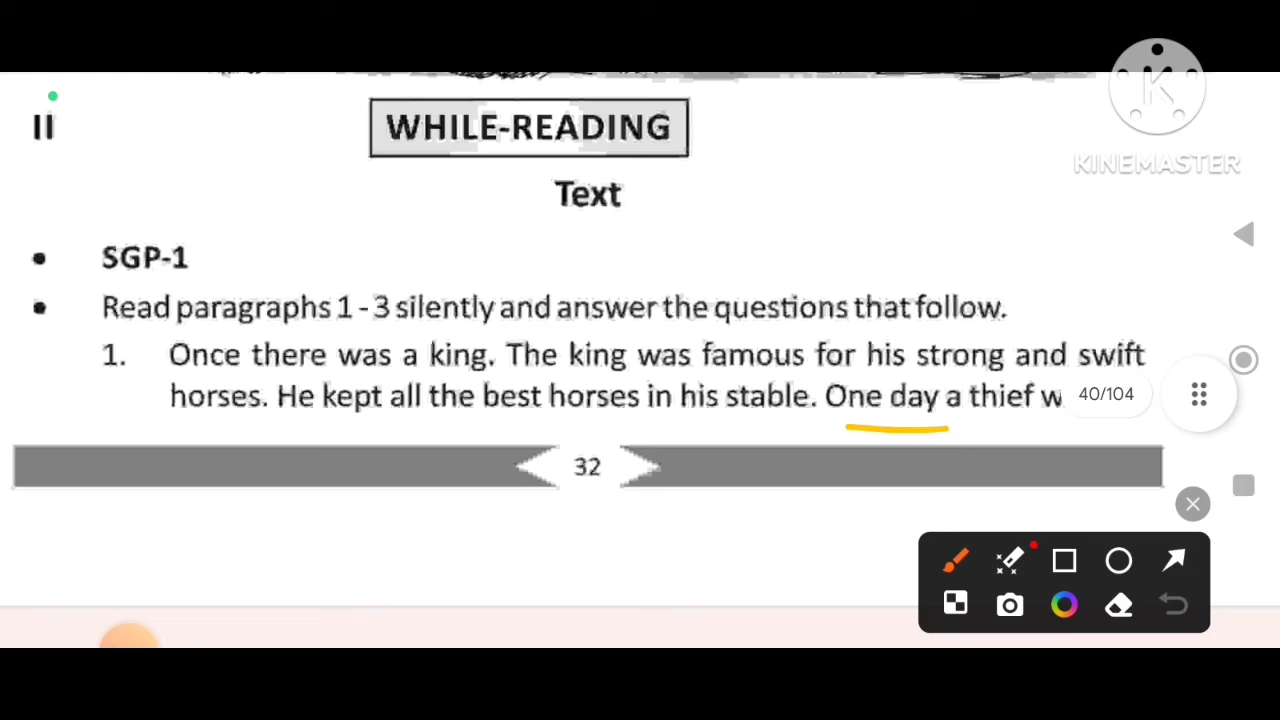 KINEMASTER
II
WHILE-READING
Text
• SGP-1
• Read paragraphs 1 - 3 silently and answer the questions that follow.
1. Once there was a king. The king was famous for his strong and swift
horses. He kept all the best horses in his stable. One day a thief w
40/104
32